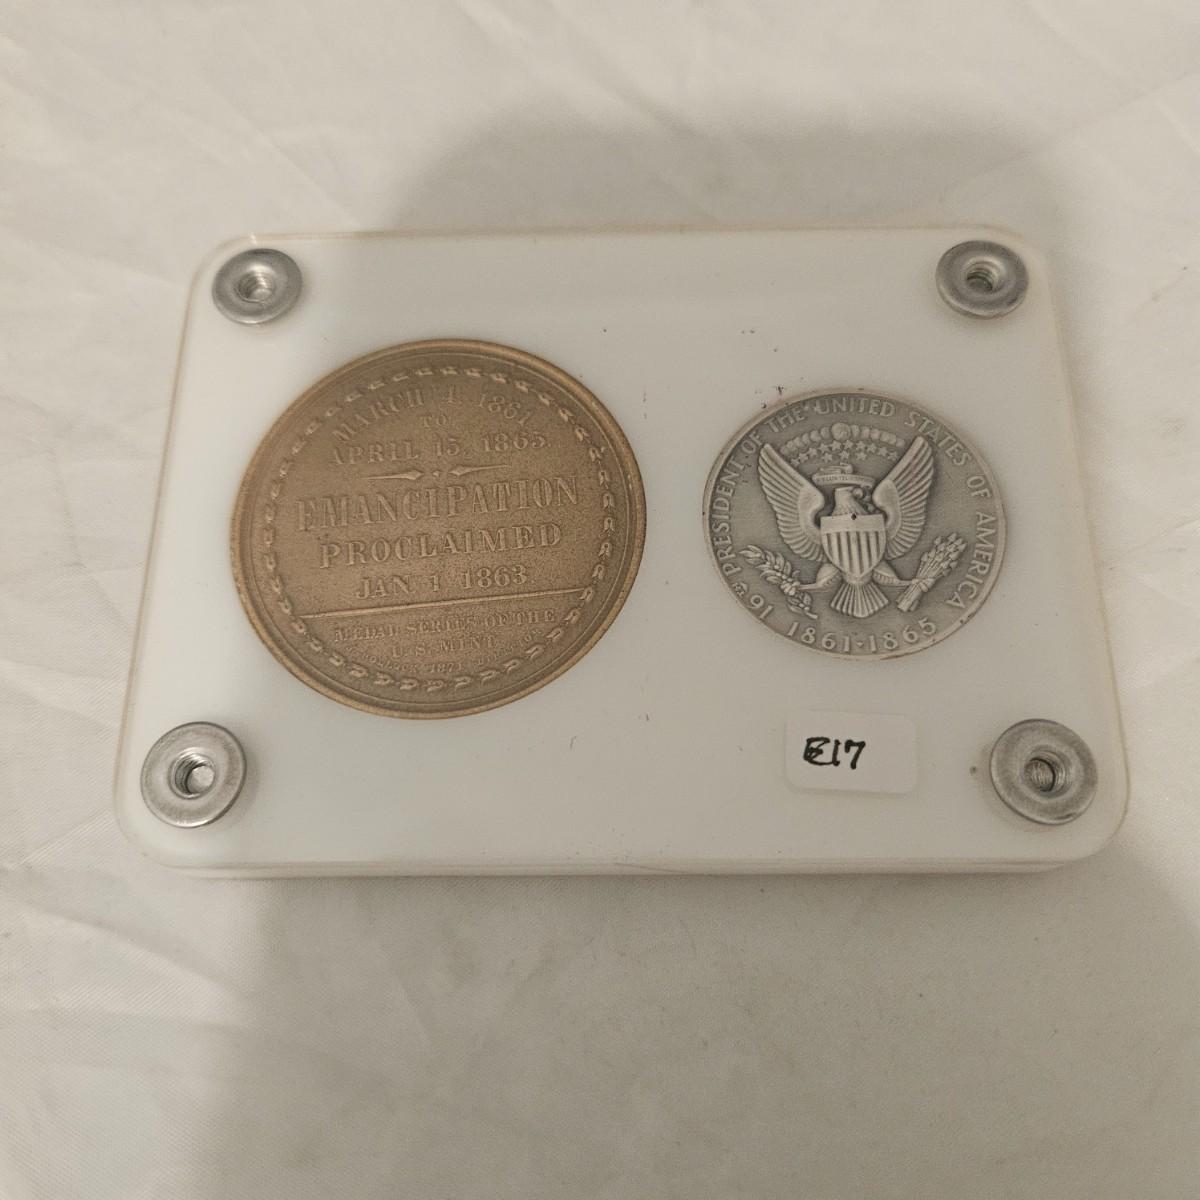 MARCH 4, 1861
TO
APRIL 15, 1865
EMANCIPATION
PROCLAIMED
JAN. 1 1863.
MEDAL SERIES OF THE
U. S. MINT.
1871
PRESIDENT OF THE UNITED STATES OF AMERICA
16 1861·1865
E17